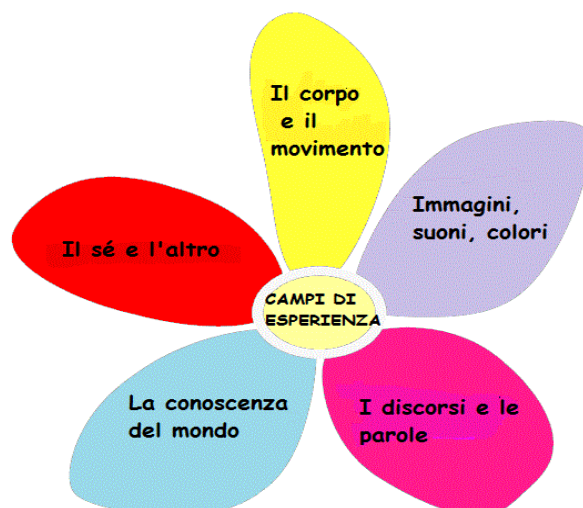 Il corpo
e il
movimento
Immagini,
suoni, colori
Il sé e l'altro
CAMPI DI
ESPERIENZA
La conoscenza
del mondo
I discorsi e le
parole